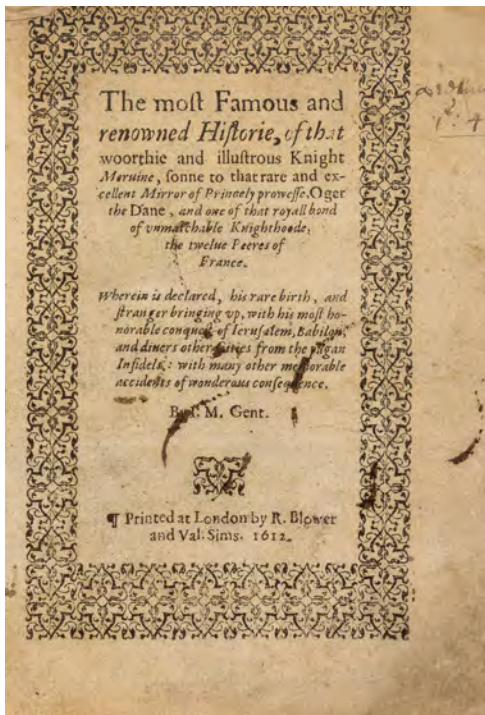 The moſt Famous and
renowned Hiſtorie, of that
woorthie and illuſtrous Knight
Meruine, ſonne to that rare and ex-
cellent Mirror of Princely proweſſe, Oger
the Dane, and one of that royall bond
of vnmatchable Knighthoode,
the twelue Peeres of
France.
Wherein is declared, his rare birth, and
ſtranger bringing vp, with his moſt ho-
norable conqueſt of Ieruſalem, Babilon,
and diuers other Citties from the pagan
Infidels: with many other memorable
accidents of wonderous conſequence.
By I. M. Gent.
¶ Printed at London by R. Blower
and Val. Sims. 1612.